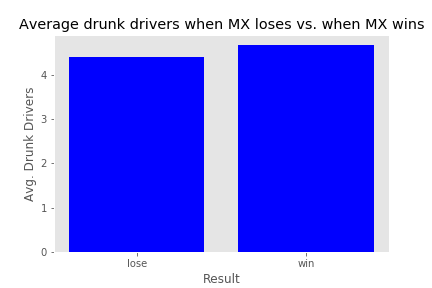 Average drunk drivers when MX loses vs. when MX wins
Avg. Drunk Drivers
4
3
2
1
0
lose win
Result